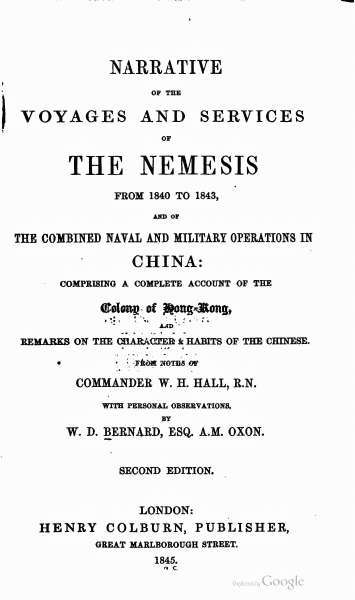 NARRATIVE
OF THE
VOYAGES AND SERVICES
OF
THE NEMESIS
FROM 1840 TO 1843,
AND OF
THE COMBINED NAVAL AND MILITARY OPERATIONS IN
CHINA:
COMPRISING A COMPLETE ACCOUNT OF THE
Colony of Hong-Kong,
AND
REMARKS ON THE CHARACTER & HABITS OF THE CHINESE.
FROM NOTES OF
COMMANDER W. H. HALL, R.N.
WITH PERSONAL OBSERVATIONS,
BY
W. D. BERNARD, ESQ. A.M. OXON.
SECOND EDITION.
LONDON:
HENRY COLBURN, PUBLISHER,
GREAT MARLBOROUGH STREET.
1845.
Digitized by Google